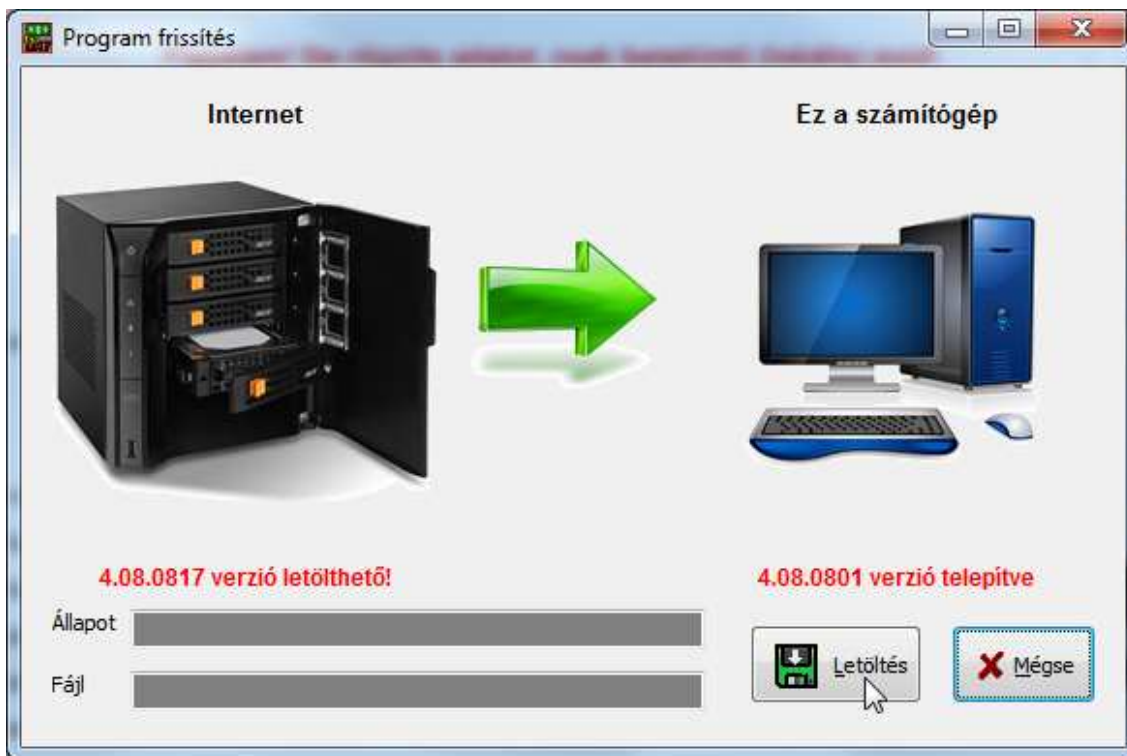 Program frissítés
Internet
Ez a számítógép
4.08.0817 verzió letölthető!
4.08.0801 verzió telepítve
Állapot
Fájl
Letöltés
Mégse